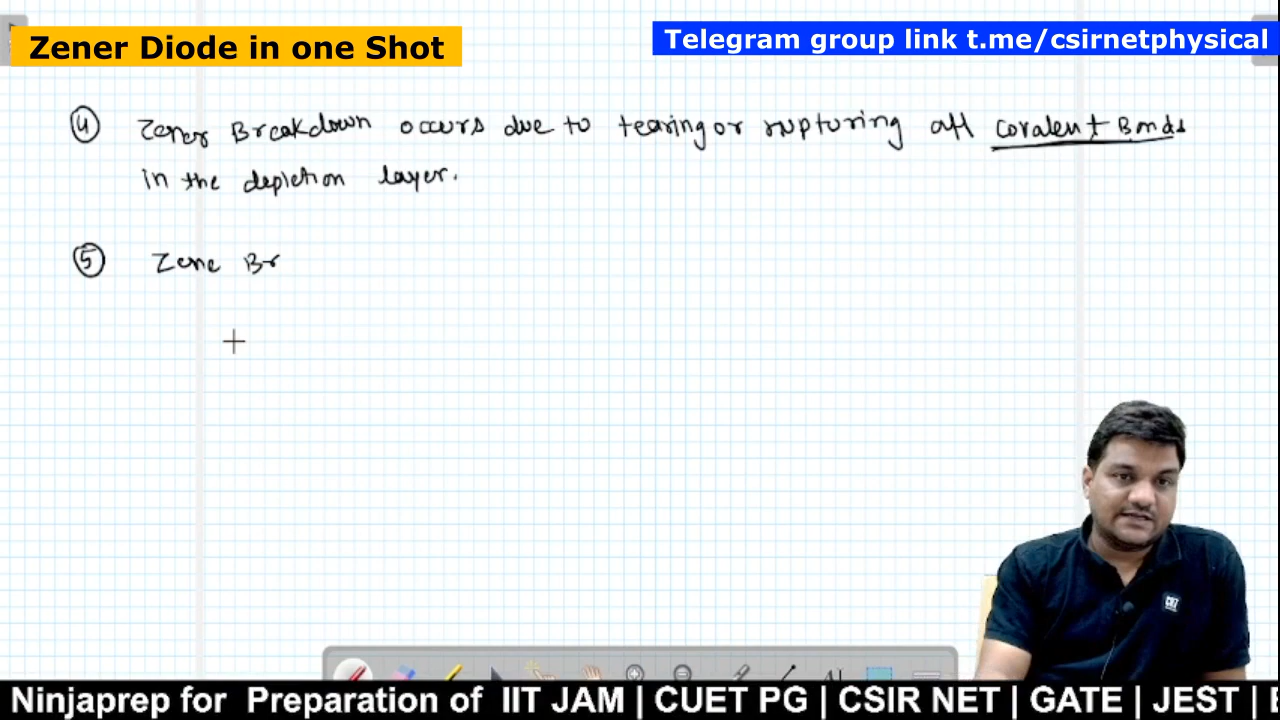 Zener Diode in one Shot
Telegram group link t.me/csirnetphysical
4 Zener Breakdown occurs due to tearing or rupturing off covalent Bonds
in the depletion layer.
5 Zene Br
Ninjaprep for Preparation of IIT JAM | CUET PG | CSIR NET | GATE | JEST |